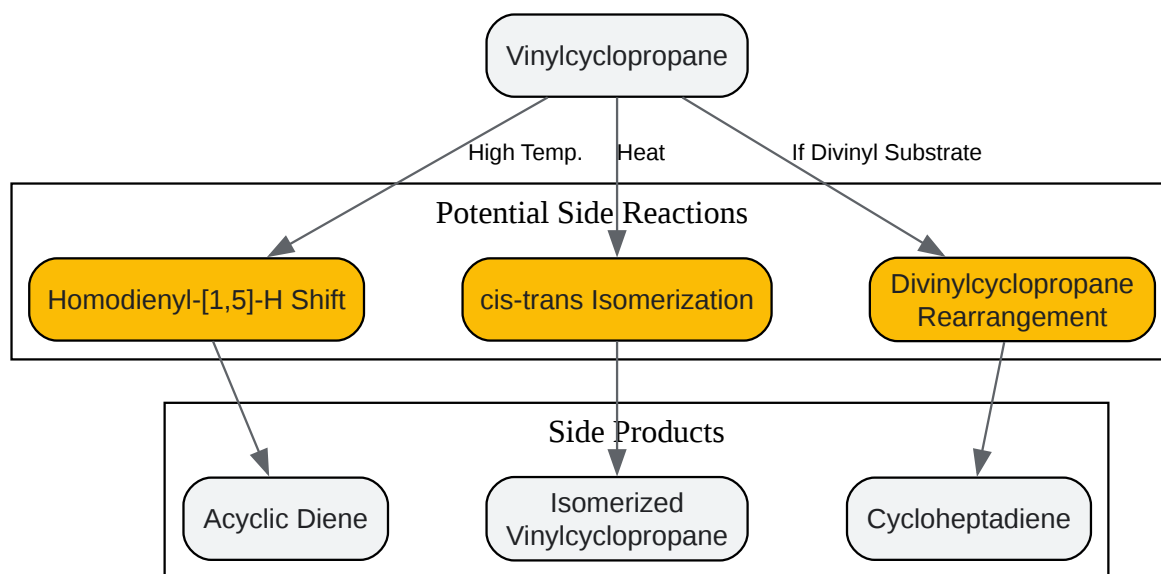 Vinylcyclopropane
High Temp.
Heat
If Divinyl Substrate
Potential Side Reactions
Homodienyl-[1,5]-H Shift
cis-trans Isomerization
Divinylcyclopropane
Rearrangement
Side Products
Acyclic Diene
Isomerized
Vinylcyclopropane
Cycloheptadiene